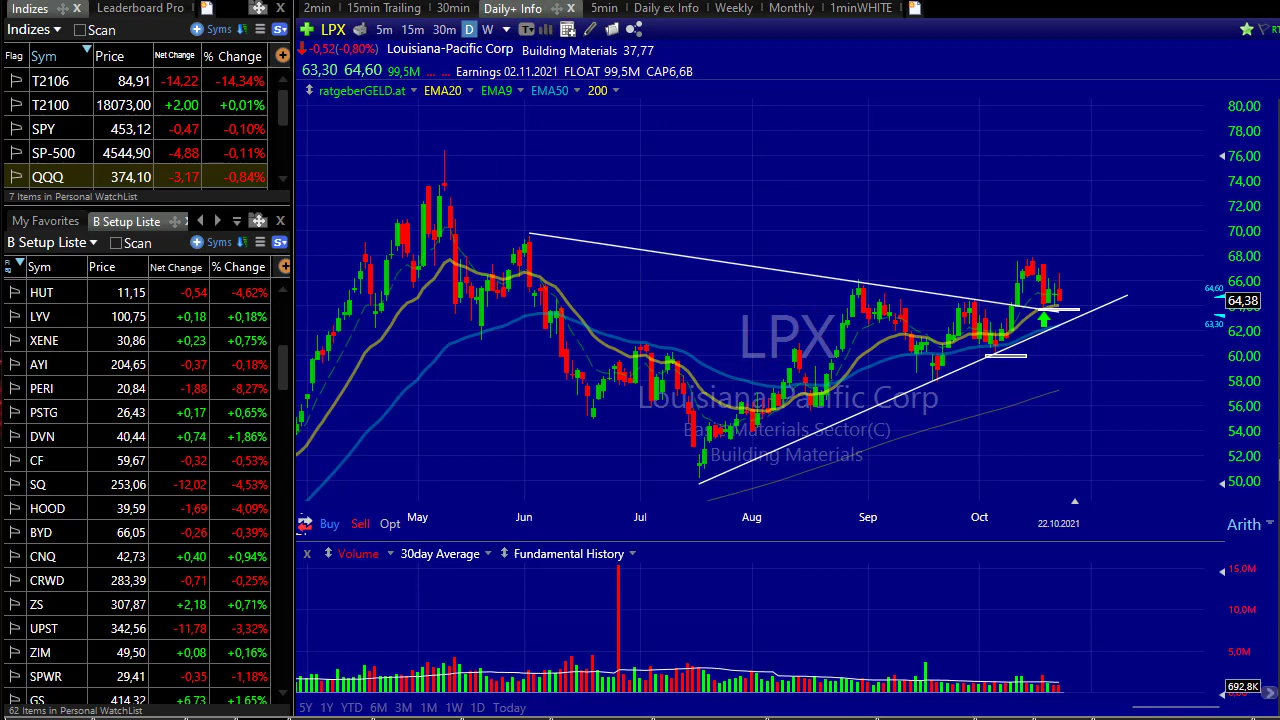 Indizes
Leaderboard Pro
Indizes
Scan
Syms
Flag Sym Price Net Change % Change
T2106 84,91 -14,22 -14,34%
T2100 18073,00 +2,00 +0,01%
SPY 453,12 -0,47 -0,10%
SP-500 4544,90 -4,88 -0,11%
QQQ 374,10 -3,17 -0,84%
7 Items in Personal WatchList
My Favorites
B Setup Liste
B Setup Liste
Scan
Syms
Sym Price Net Change % Change
HUT 11,15 -0,54 -4,62%
LYV 100,75 +0,18 +0,18%
XENE 30,86 +0,23 +0,75%
AYI 204,65 -0,37 -0,18%
PERI 20,84 -1,88 -8,27%
PSTG 26,43 +0,17 +0,65%
DVN 40,44 +0,74 +1,86%
CF 59,67 -0,32 -0,53%
SQ 253,06 -12,02 -4,53%
HOOD 39,59 -1,69 -4,09%
BYD 66,05 -0,26 -0,39%
CNQ 42,73 +0,40 +0,94%
CRWD 283,39 -0,71 -0,25%
ZS 307,87 +2,18 +0,71%
UPST 342,56 -11,78 -3,32%
ZIM 49,50 +0,08 +0,16%
SPWR 29,41 -0,35 -1,18%
GS 414,32 +6,73 +1,65%
62 Items in Personal WatchList
2min 15min Trailing 30min Daily+ Info 5min Daily ex Info Weekly Monthly 1minWHITE
LPX 5m 15m 30m D W
-0,52(-0,80%) Louisiana-Pacific Corp Building Materials 37,77
63,30 64,60 99,5M ... ... Earnings 02.11.2021 FLOAT 99,5M CAP6,6B
ratgeberGELD.at EMA20 EMA9 EMA50 200
80,00
78,00
76,00
74,00
72,00
70,00
68,00
66,00
64,60
64,38
63,30
62,00
60,00
58,00
56,00
54,00
52,00
50,00
LPX
Louisiana-Pacific Corp
Basic Materials Sector(C)
Building Materials
May Jun Jul Aug Sep Oct
22.10.2021
Buy Sell Opt
Arith
X Volume 30day Average Fundamental History
15,0M
10,0M
5,0M
692,8K
5Y 1Y YTD 6M 3M 1M 1W 1D Today